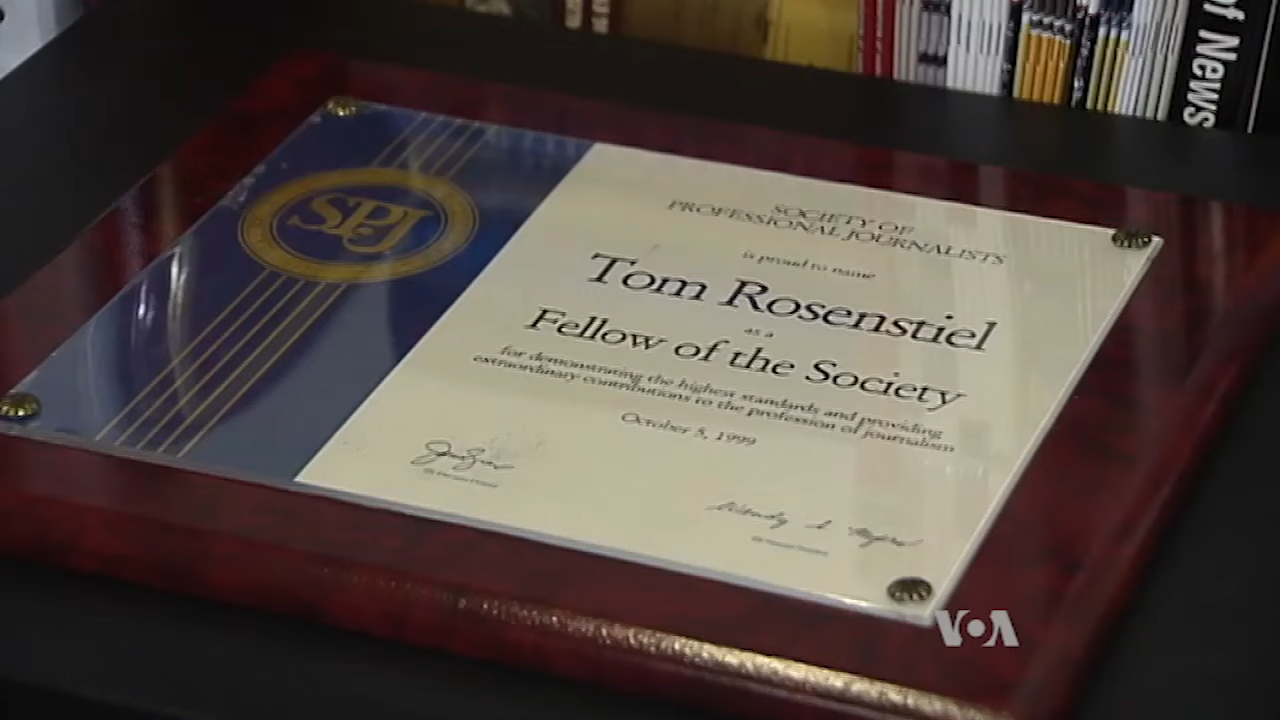 of News
SPJ
SOCIETY OF
PROFESSIONAL JOURNALISTS
is proud to name
Tom Rosenstiel
as a
Fellow of the Society
for demonstrating the highest standards and providing
extraordinary contributions to the profession of journalism
October 5, 1999
VOA